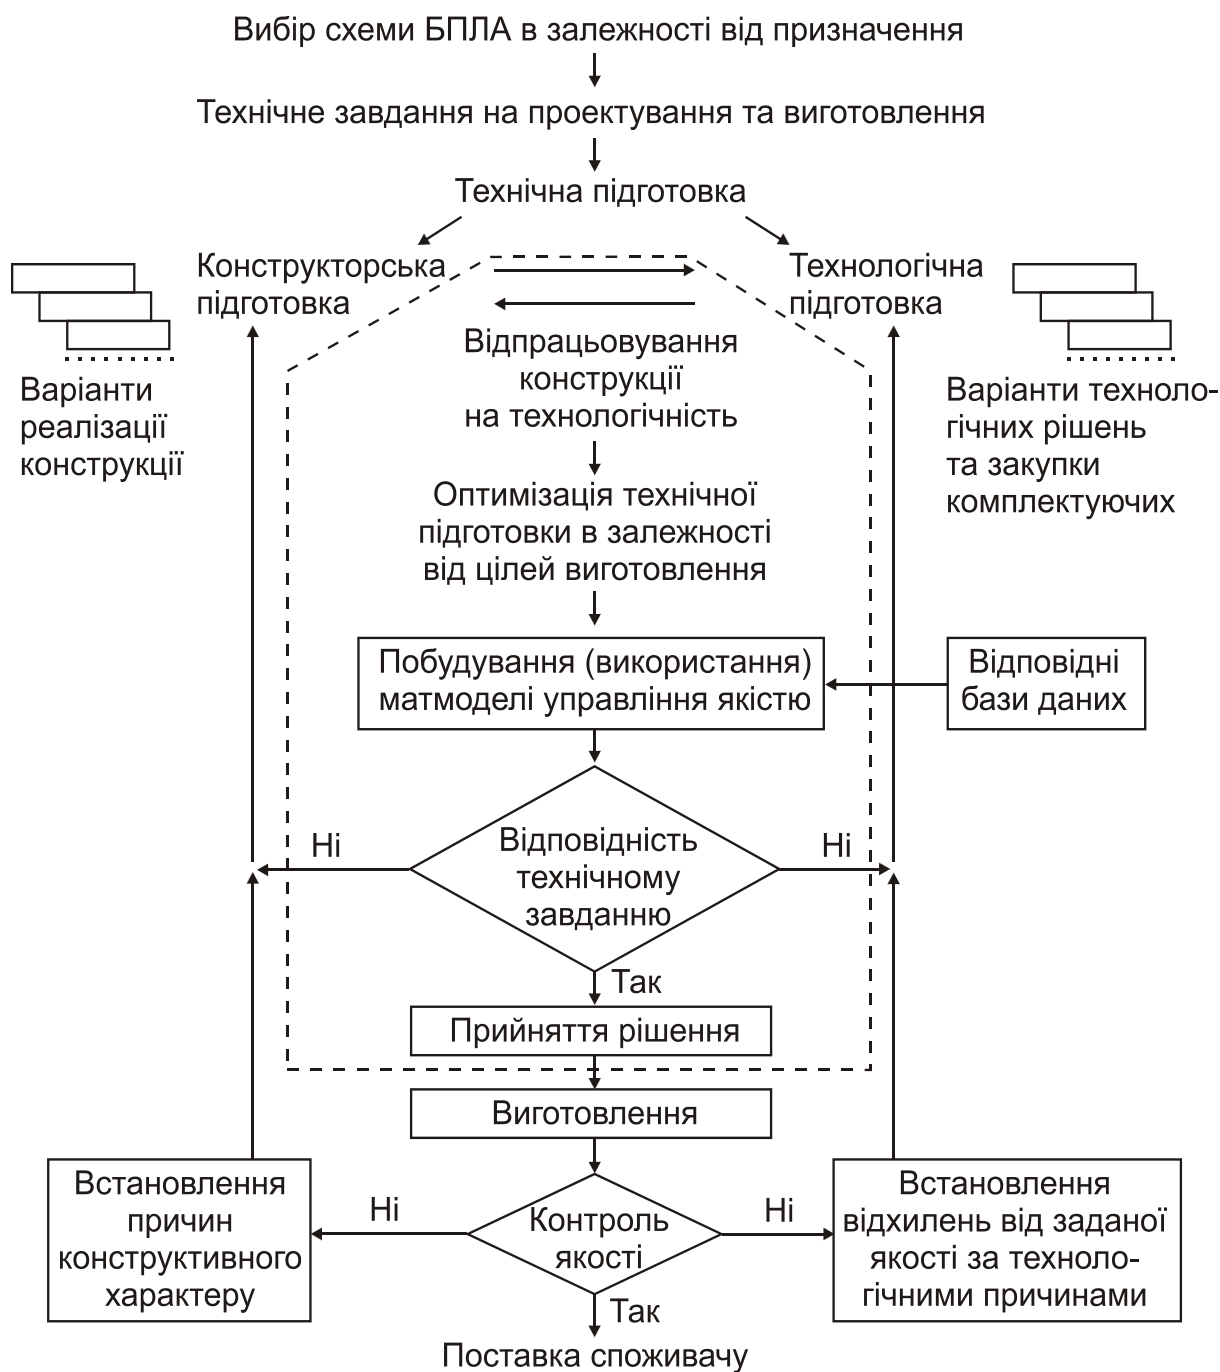 Вибір схеми БПЛА в залежності від призначення
Технічне завдання на проектування та виготовлення
Технічна підготовка
Конструкторська
підготовка
Технологічна
підготовка
Варіанти
реалізації
конструкції
Відпрацьовування
конструкції
на технологічність
Варіанти техноло-
гічних рішень
та закупки
комплектуючих
Оптимізація технічної
підготовки в залежності
від цілей виготовлення
Побудування (використання)
матмоделі управління якістю
Відповідні
бази даних
Ні
Відповідність
технічному
завданню
Ні
Так
Прийняття рішення
Виготовлення
Встановлення
причин
конструктивного
характеру
Ні
Контроль
якості
Ні
Встановлення
відхилень від заданої
якості за техноло-
гічними причинами
Так
Поставка споживачу